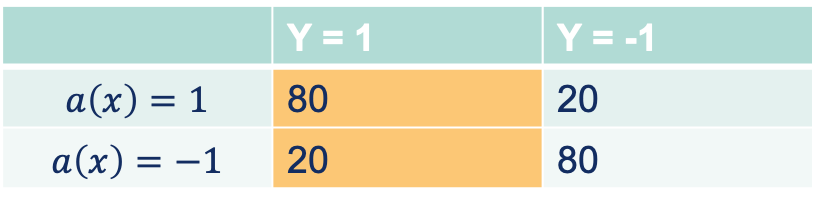 Y = 1 Y = -1
a(x) = 1 80 20
a(x) = −1 20 80